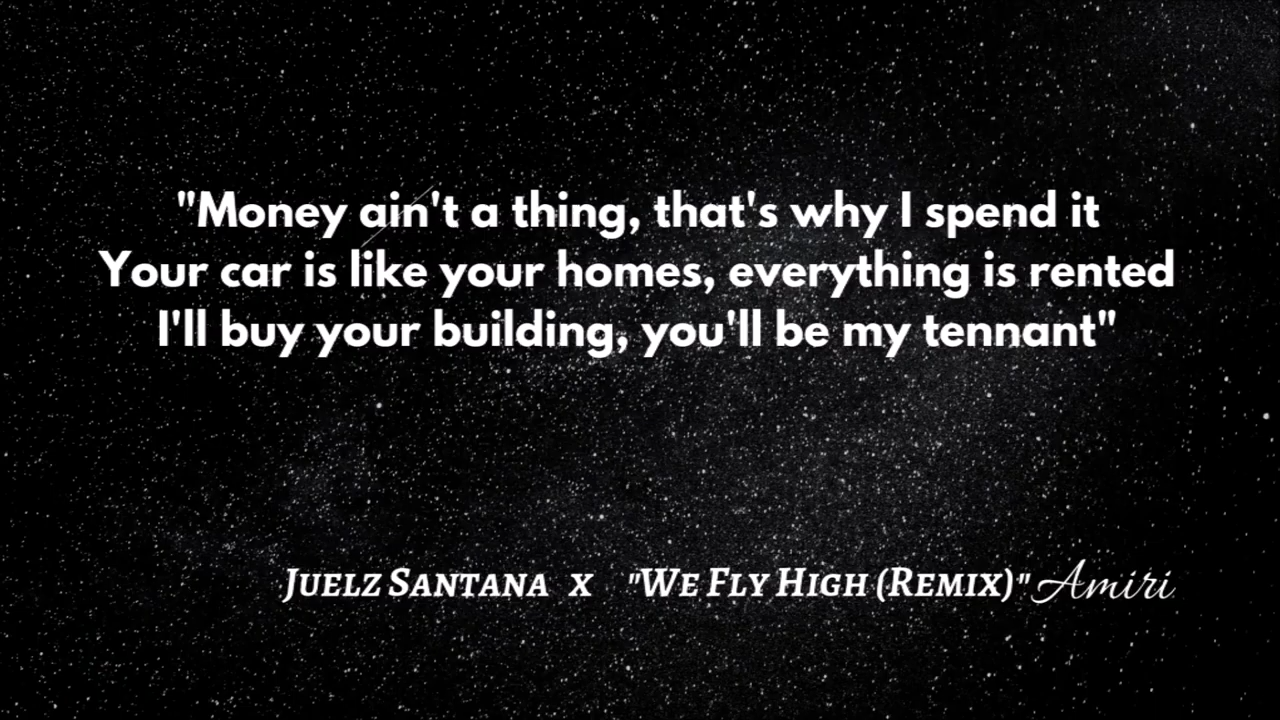 "Money ain't a thing, that's why I spend it
Your car is like your homes, everything is rented
I'll buy your building, you'll be my tennant"
Juelz Santana x "We Fly High (Remix)" Amiri